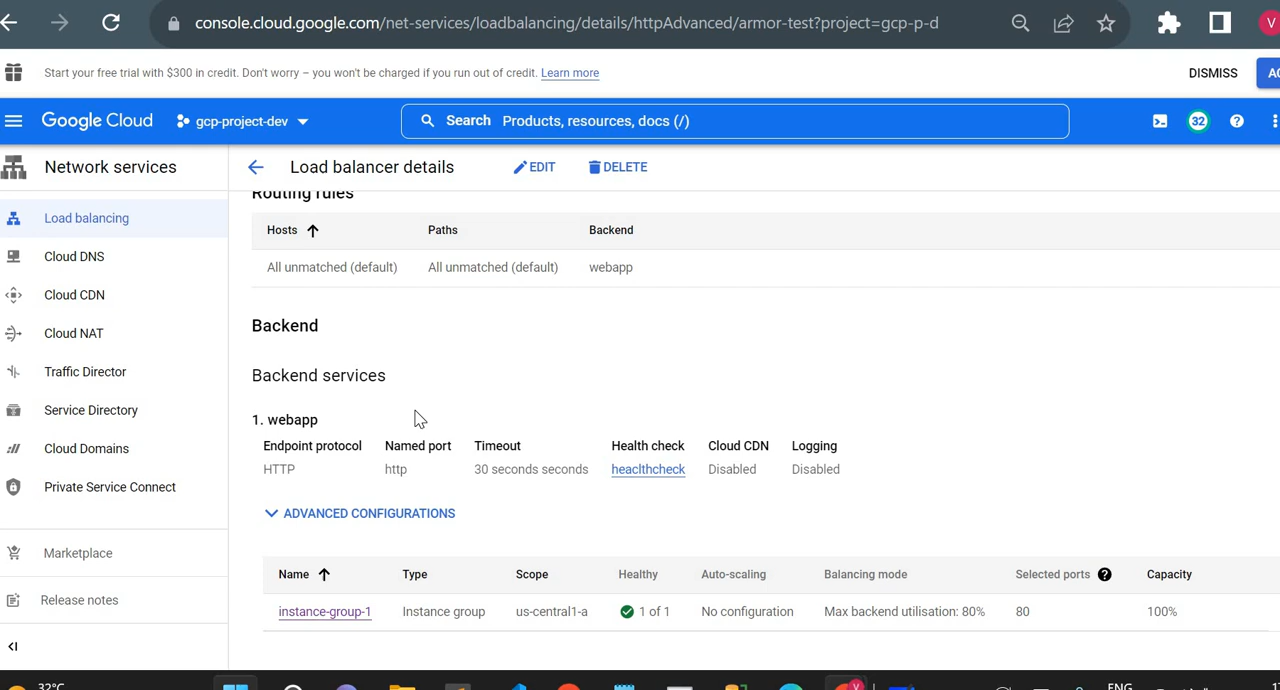 console.cloud.google.com/net-services/loadbalancing/details/httpAdvanced/armor-test?project=gcp-p-d
V
Start your free trial with $300 in credit. Don't worry – you won't be charged if you run out of credit. Learn more
DISMISS
Google Cloud
gcp-project-dev
Search Products, resources, docs (/)
32
?
Network services
Load balancer details
EDIT
DELETE
Load balancing
Cloud DNS
Cloud CDN
Cloud NAT
Traffic Director
Service Directory
Cloud Domains
Private Service Connect
Marketplace
Release notes
Routing rules
Hosts Paths Backend
All unmatched (default) All unmatched (default) webapp
Backend
Backend services
1. webapp
Endpoint protocol Named port Timeout Health check Cloud CDN Logging
HTTP http 30 seconds seconds heaclthcheck Disabled Disabled
ADVANCED CONFIGURATIONS
Name Type Scope Healthy Auto-scaling Balancing mode Selected ports ? Capacity
instance-group-1 Instance group us-central1-a 1 of 1 No configuration Max backend utilisation: 80% 80 100%
32°C
V
ENG